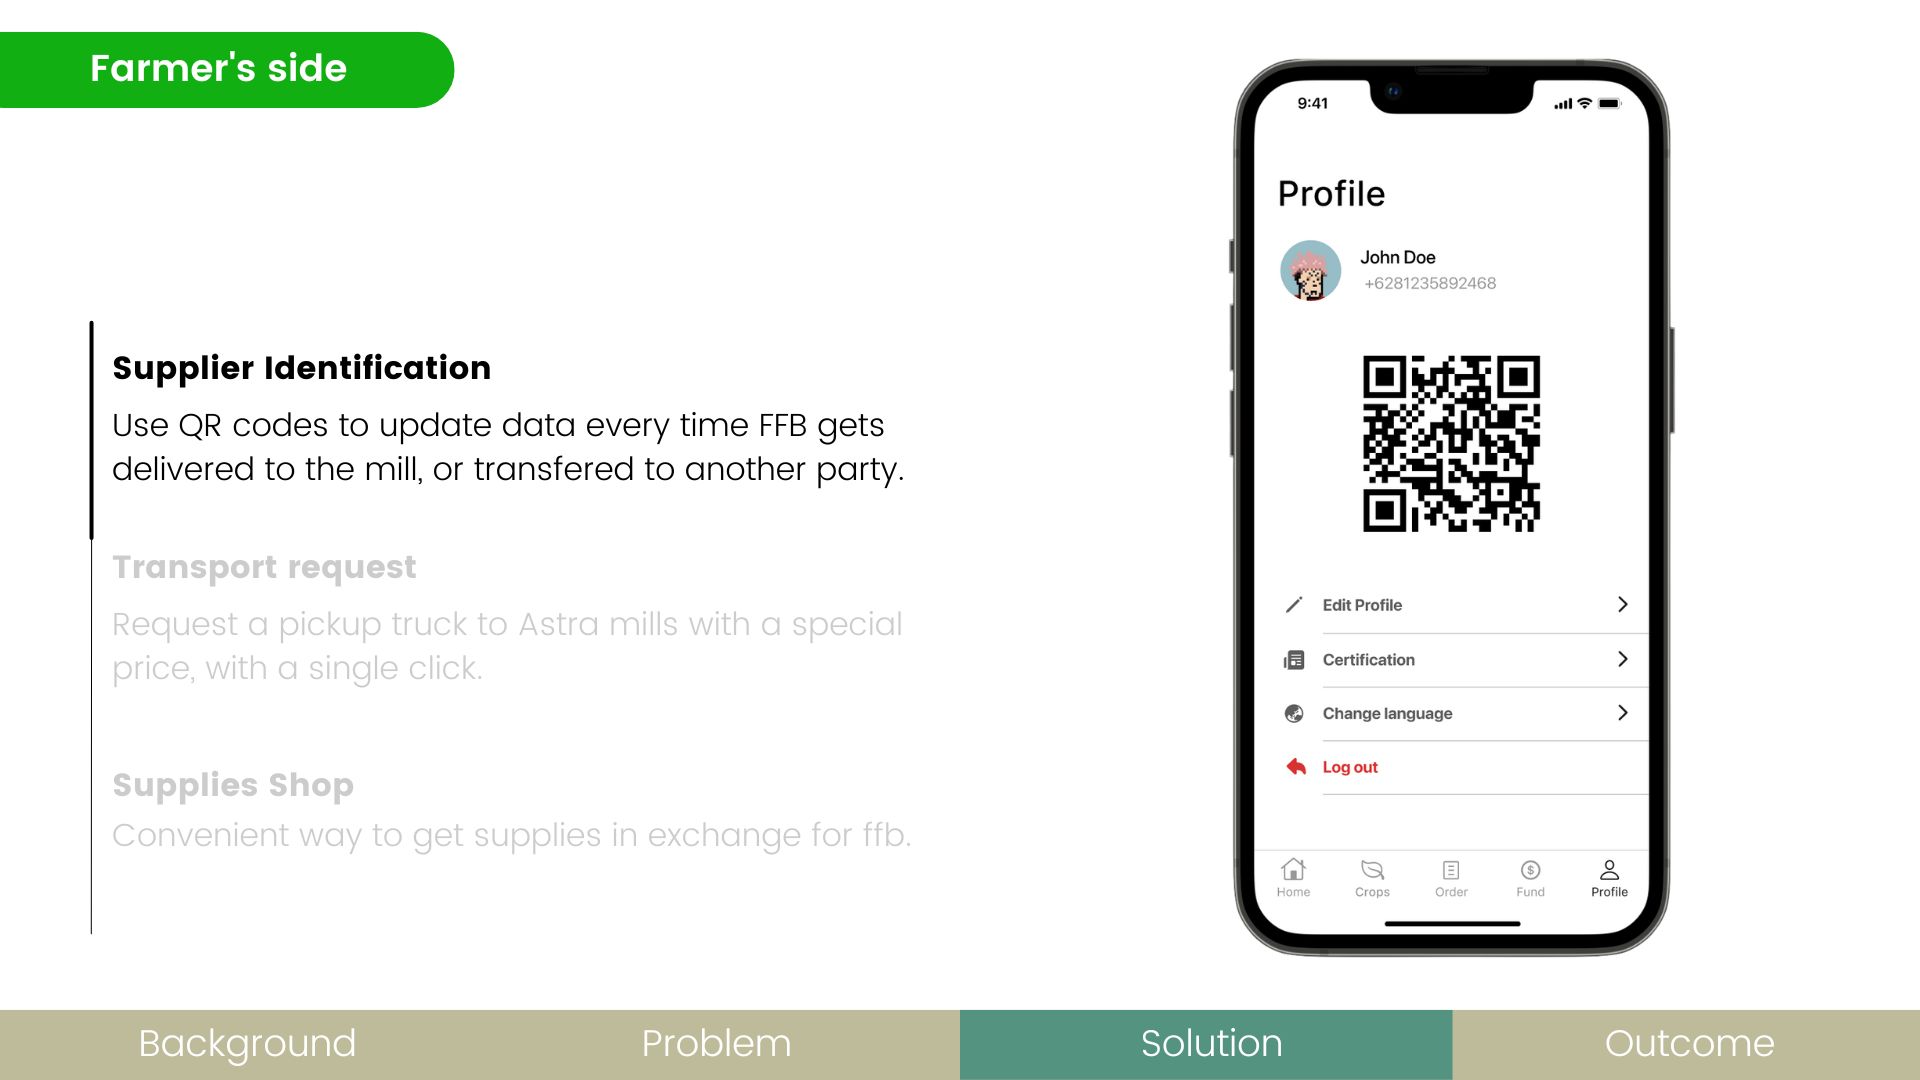 Farmer's side
Supplier Identification
Use QR codes to update data every time FFB gets
delivered to the mill, or transfered to another party.
Transport request
Request a pickup truck to Astra mills with a special
price, with a single click.
Supplies Shop
Convenient way to get supplies in exchange for ffb.
9:41
Profile
John Doe
+6281235892468
Edit Profile
Certification
Change language
Log out
Home Crops Order Fund Profile
Background Problem Solution Outcome